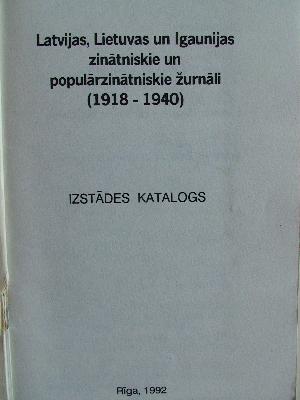 Latvijas, Lietuvas un Igaunijas
zinātniskie un
populārzinātniskie žurnāli
(1918 - 1940)
IZSTĀDES KATALOGS
Rīga, 1992